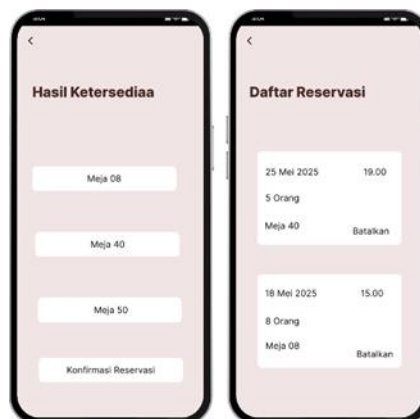 Hasil Ketersediaa
Meja 08
Meja 40
Meja 50
Konfirmasi Reservasi
Daftar Reservasi
25 Mei 2025 19.00
5 Orang
Meja 40
Batalkan
18 Mei 2025 15.00
8 Orang
Meja 08
Batalkan